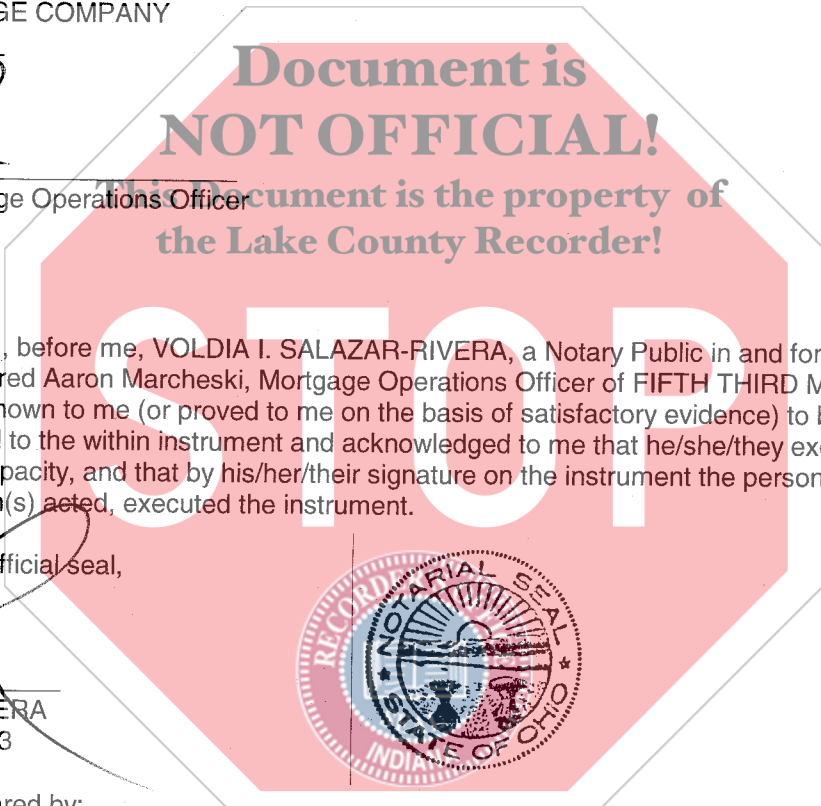 GE COMPANY
Document is
NOT OFFICIAL!
This Document is the property of
ge Operations Officer
the Lake County Recorder!
STOP
, before me, VOLDIA I. SALAZAR-RIVERA, a Notary Public in and for
red Aaron Marcheski, Mortgage Operations Officer of FIFTH THIRD M
nown to me (or proved to me on the basis of satisfactory evidence) to b
to the within instrument and acknowledged to me that he/she/they exe
pacity, and that by his/her/their signature on the instrument the person
(s) acted, executed the instrument.
fficial seal,
NOTARIAL SEAL
STATE OF OHIO
RECORDER
INDIANA
ERA
3
ared by: